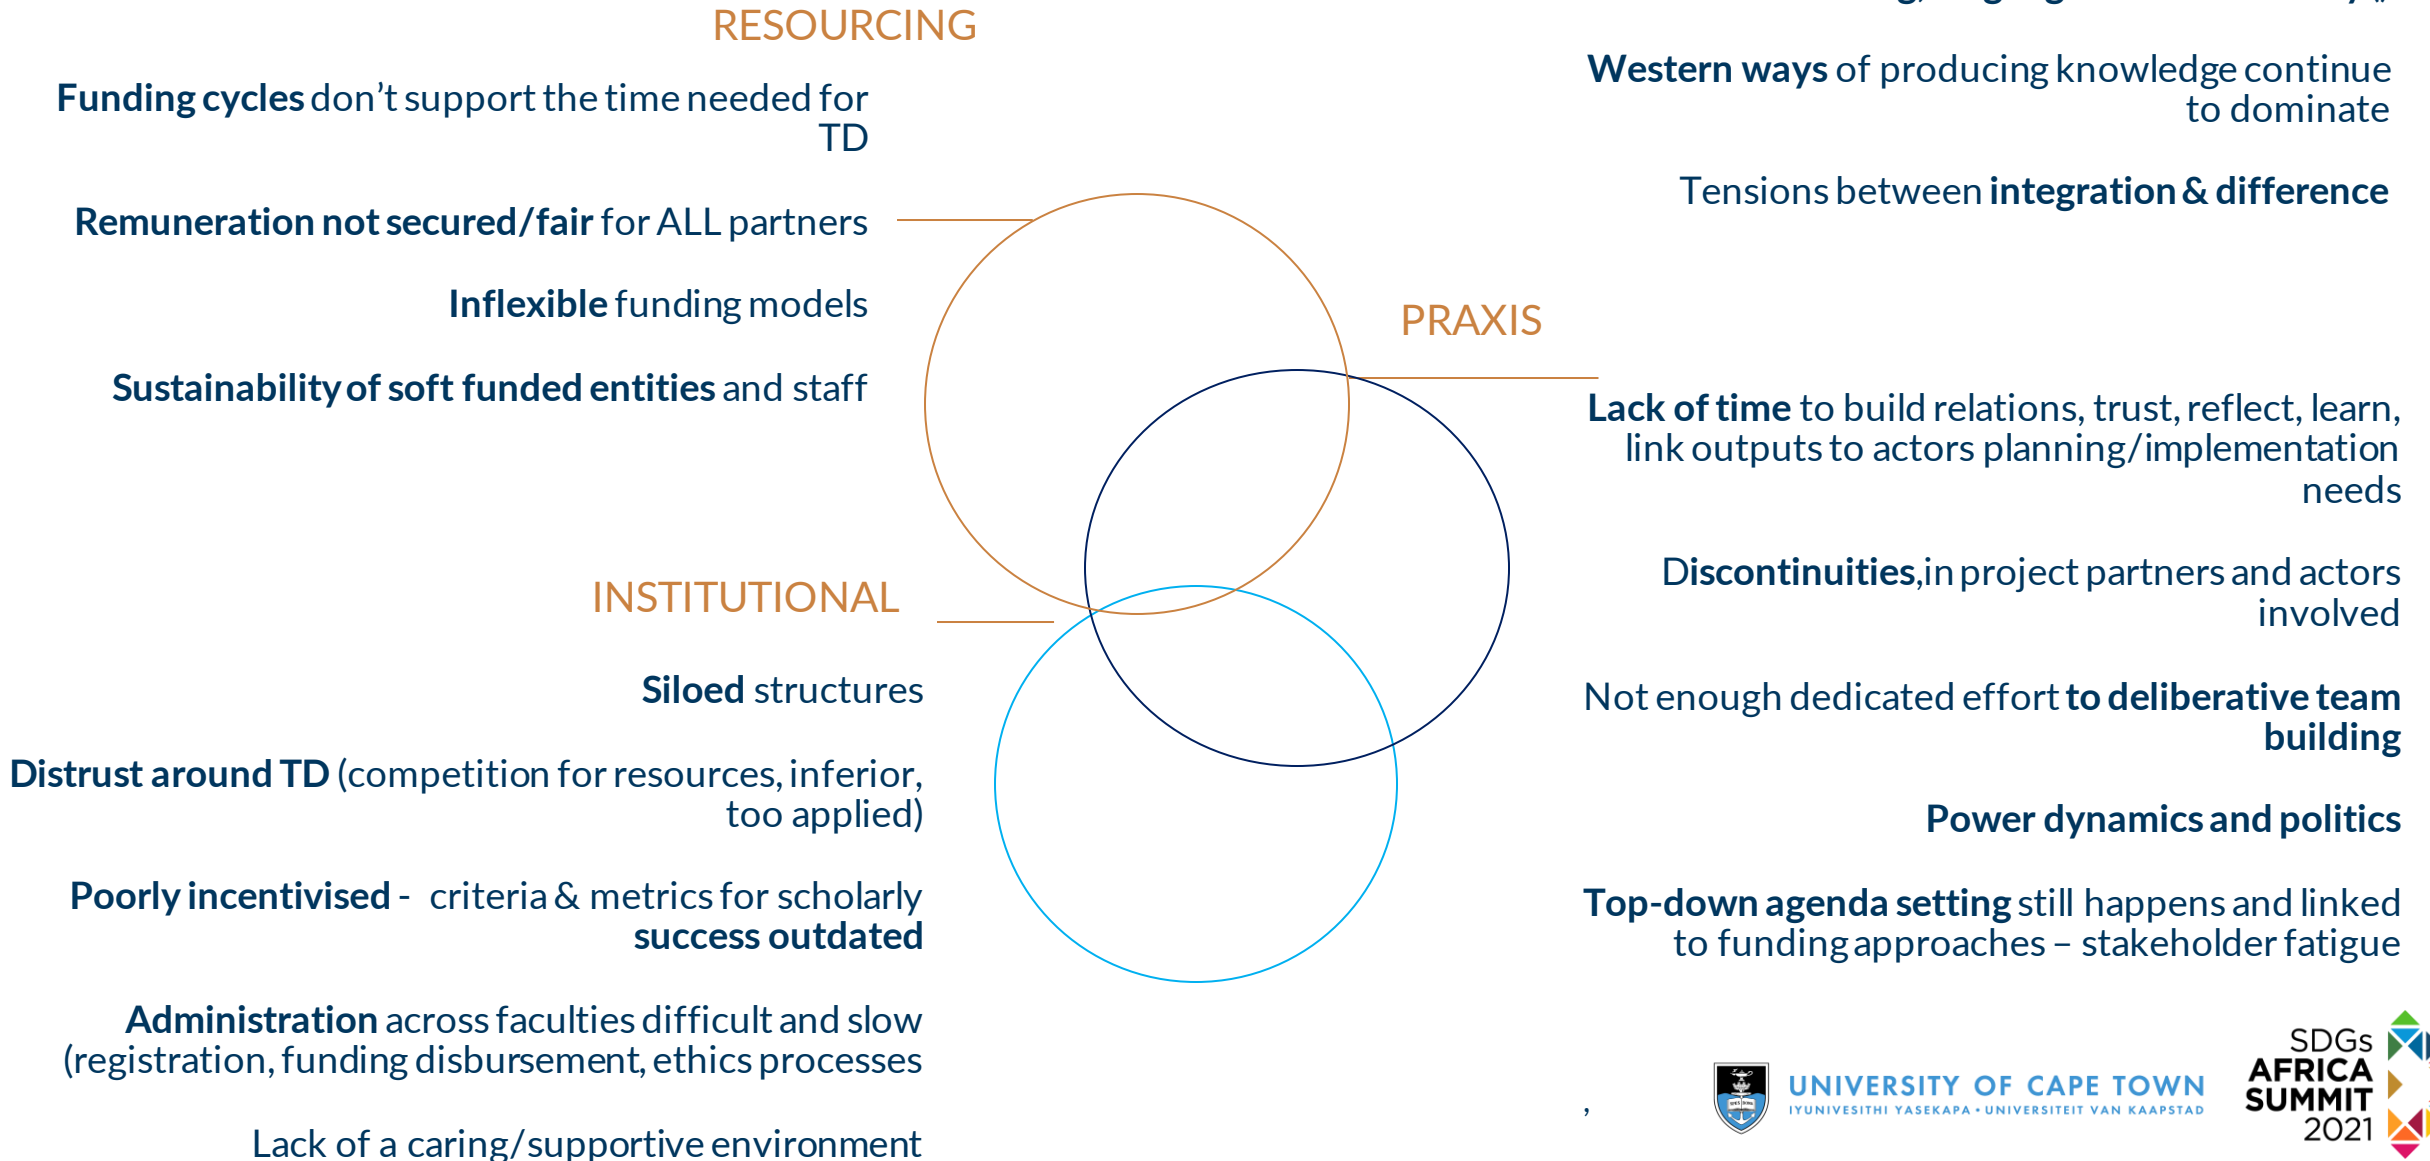 RESOURCING
Funding cycles don’t support the time needed for
TD
Remuneration not secured/fair for ALL partners
Inflexible funding models
Sustainability of soft funded entities and staff
INSTITUTIONAL
Siloed structures
Distrust around TD (competition for resources, inferior,
too applied)
Poorly incentivised - criteria & metrics for scholarly
success outdated
Administration across faculties difficult and slow
(registration, funding disbursement, ethics processes
Lack of a caring/supportive environment
Western ways of producing knowledge continue
to dominate
Tensions between integration & difference
PRAXIS
Lack of time to build relations, trust, reflect, learn,
link outputs to actors planning/implementation
needs
Discontinuities,in project partners and actors
involved
Not enough dedicated effort to deliberative team
building
Power dynamics and politics
Top-down agenda setting still happens and linked
to funding approaches – stakeholder fatigue
,
UNIVERSITY OF CAPE TOWN
IYUNIVESITHI YASEKAPA • UNIVERSITEIT VAN KAAPSTAD
SDGs
AFRICA
SUMMIT
2021